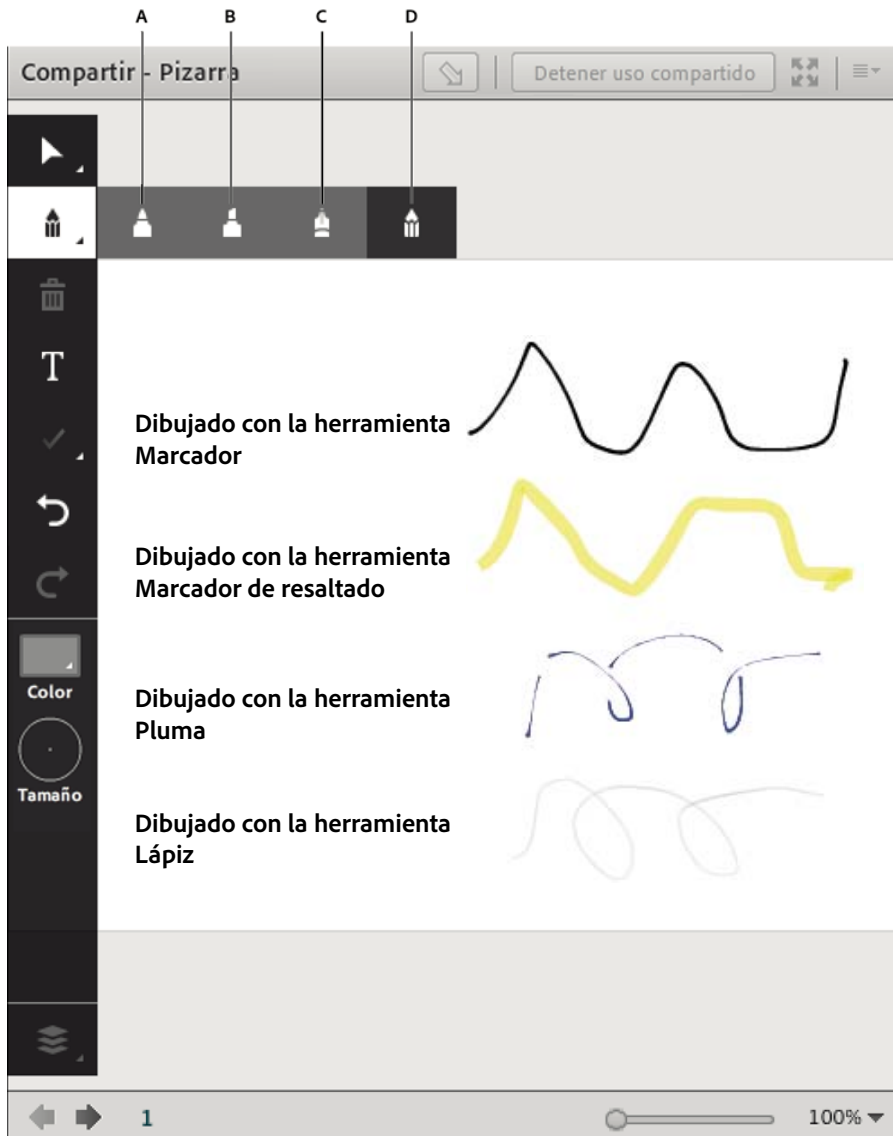 A B C D
Compartir - Pizarra Detener uso compartido
T
Dibujado con la herramienta
Marcador
Dibujado con la herramienta
Marcador de resaltado
Color
Dibujado con la herramienta
Pluma
Tamaño
Dibujado con la herramienta
Lápiz
1 100%